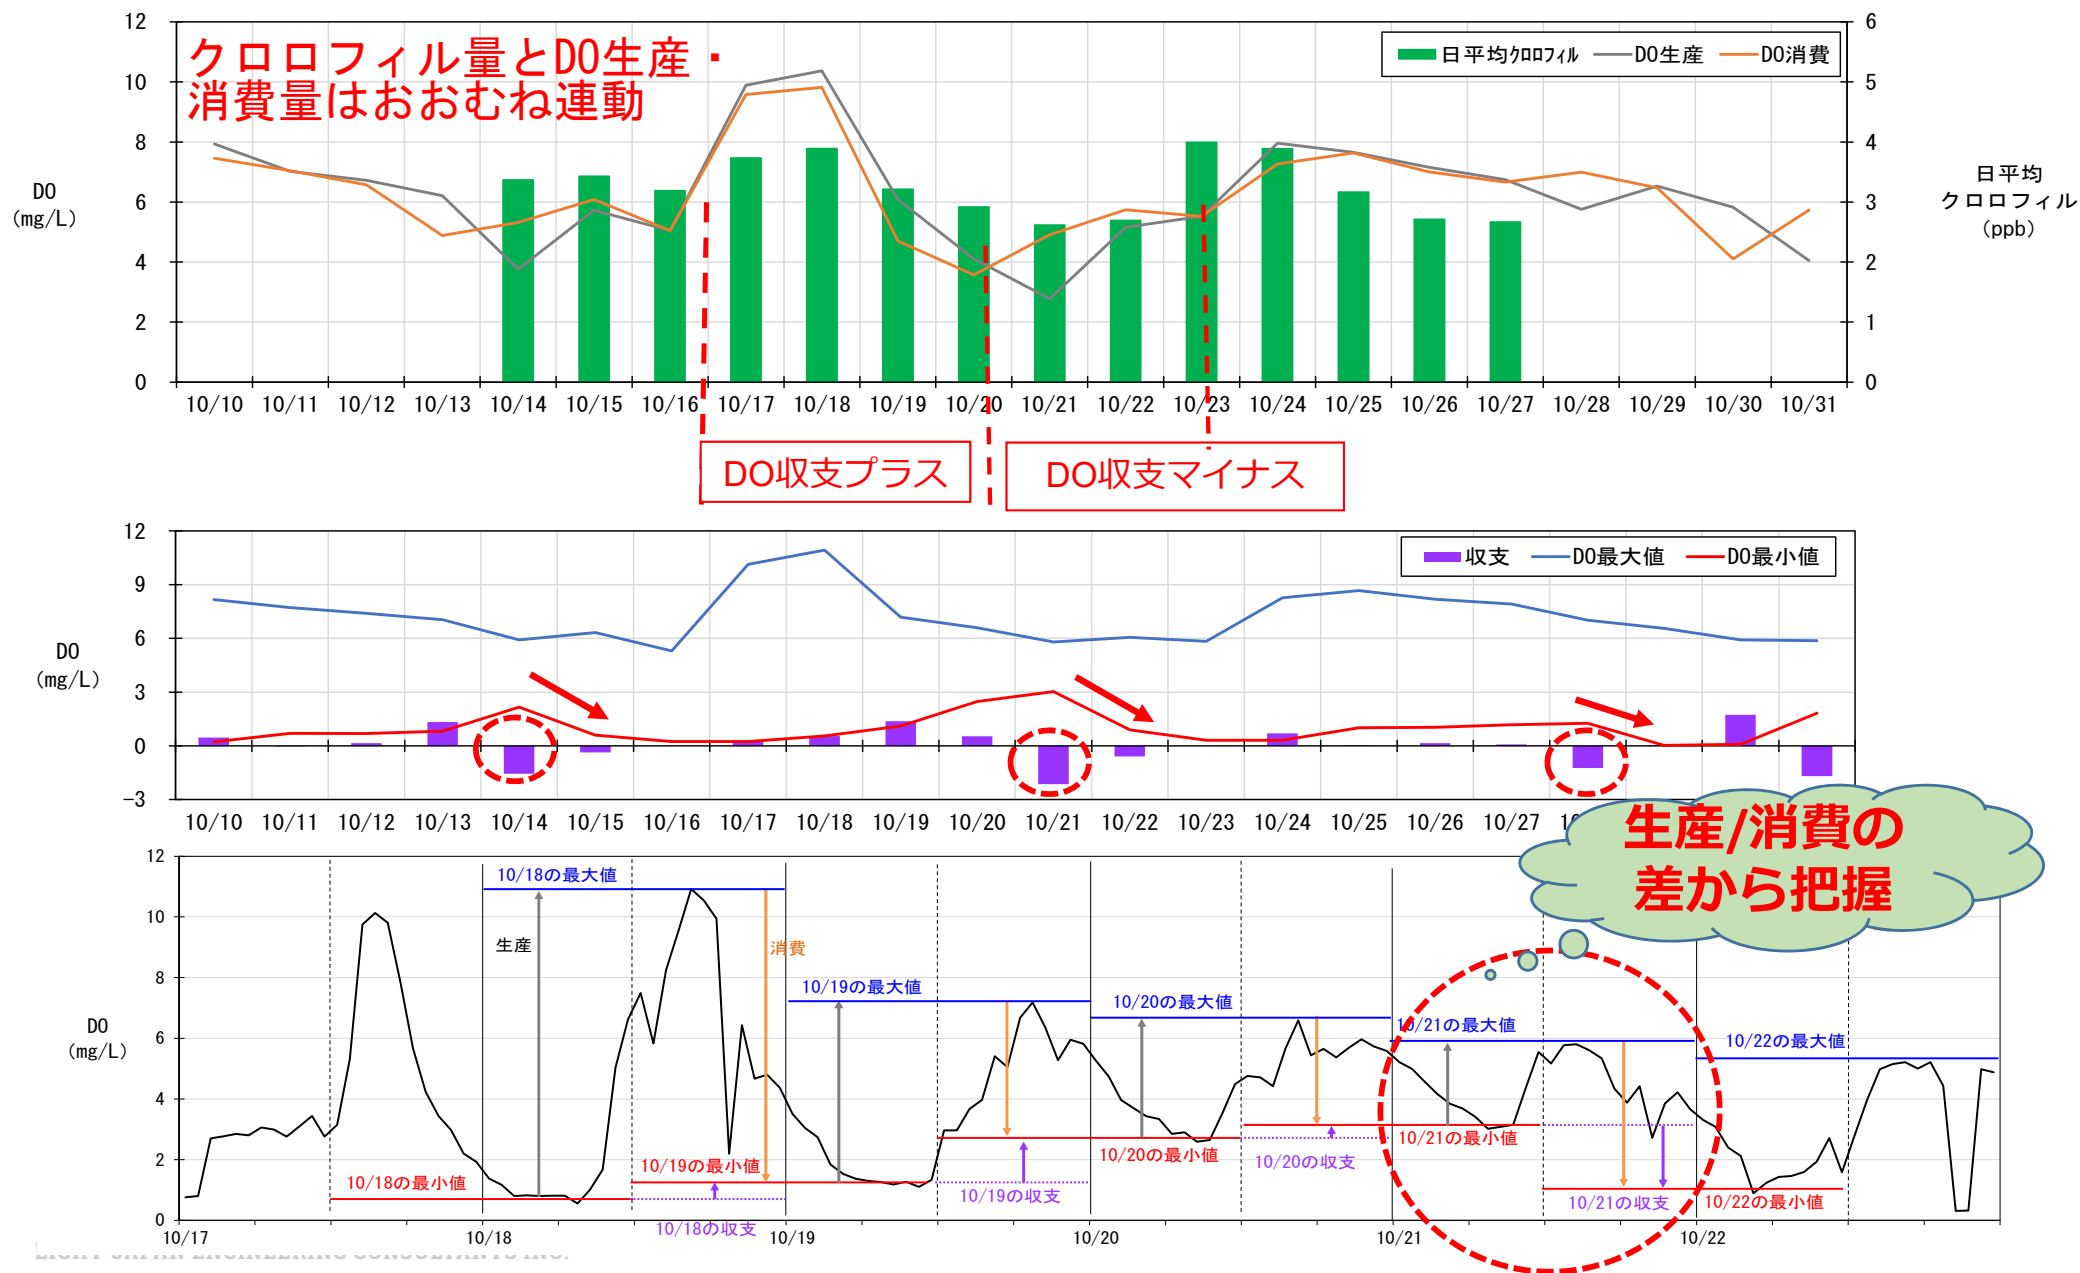 クロロフィル量とDO生産・
消費量はおおむね連動
日平均クロロフィル DO生産 DO消費
12
10
8
6
4
2
0
DO
(mg/L)
6
5
4
3
2
1
0
日平均
クロロフィル
(ppb)
10/10 10/11 10/12 10/13 10/14 10/15 10/16 10/17 10/18 10/19 10/20 10/21 10/22 10/23 10/24 10/25 10/26 10/27 10/28 10/29 10/30 10/31
DO収支プラス
DO収支マイナス
収支 DO最大値 DO最小値
12
9
6
3
0
-3
DO
(mg/L)
10/10 10/11 10/12 10/13 10/14 10/15 10/16 10/17 10/18 10/19 10/20 10/21 10/22 10/23 10/24 10/25 10/26 10/27
生産/消費の
差から把握
12
10
8
6
4
2
0
DO
(mg/L)
10/18の最大値
生産
消費
10/19の最大値
10/20の最大値
10/21の最大値
10/22の最大値
10/18の最小値
10/19の最小値
10/20の最小値
10/21の最小値
10/22の最小値
10/18の収支
10/19の収支
10/20の収支
10/21の収支
10/17 10/18 10/19 10/20 10/21 10/22